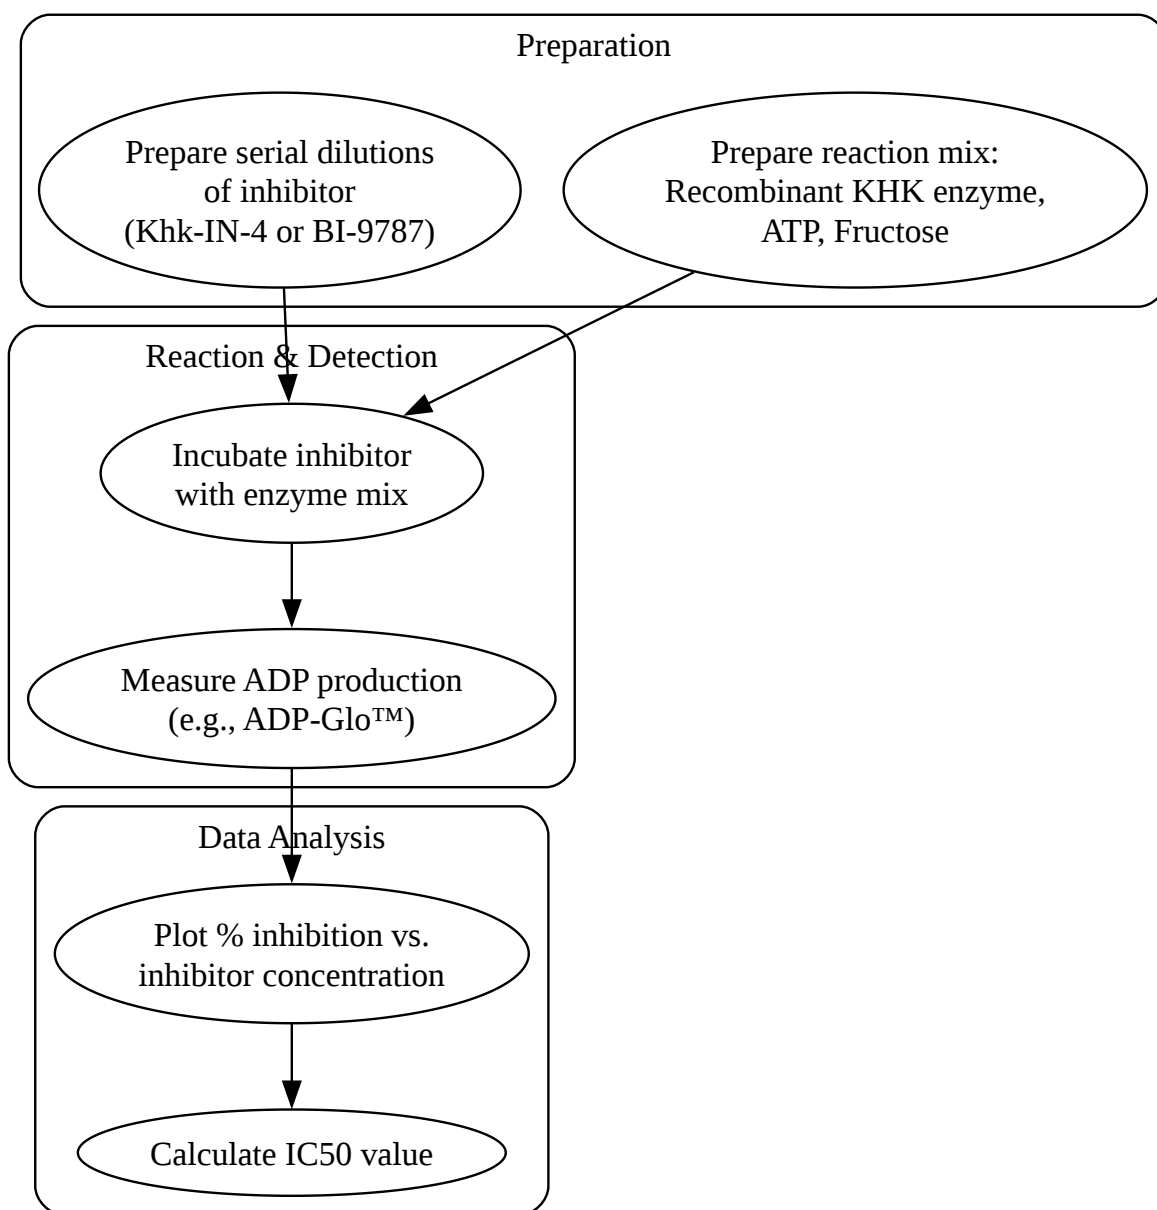 Preparation
Prepare serial dilutions
of inhibitor
(Khk-IN-4 or BI-9787)
Prepare reaction mix:
Recombinant KHK enzyme,
ATP, Fructose
Reaction & Detection
Incubate inhibitor
with enzyme mix
Measure ADP production
(e.g., ADP-Glo™)
Data Analysis
Plot % inhibition vs.
inhibitor concentration
Calculate IC50 value